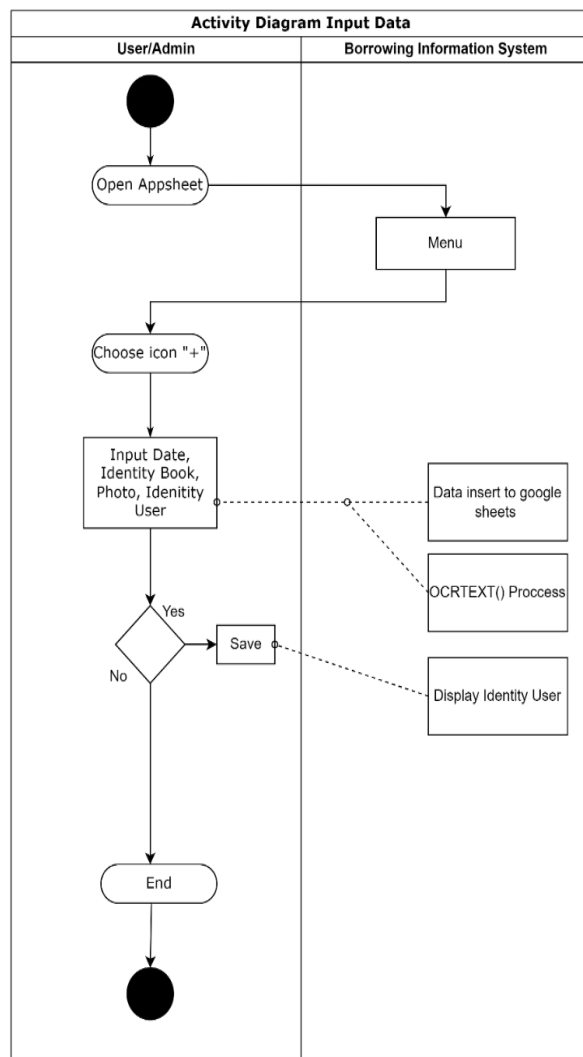 Activity Diagram Input Data
User/Admin
Borrowing Information System
Open Appsheet
Menu
Choose icon "+"
Input Date,
Identity Book,
Photo, Idenitity
User
Data insert to google
sheets
OCRTEXT() Proccess
Yes
Save
No
Display Identity User
End